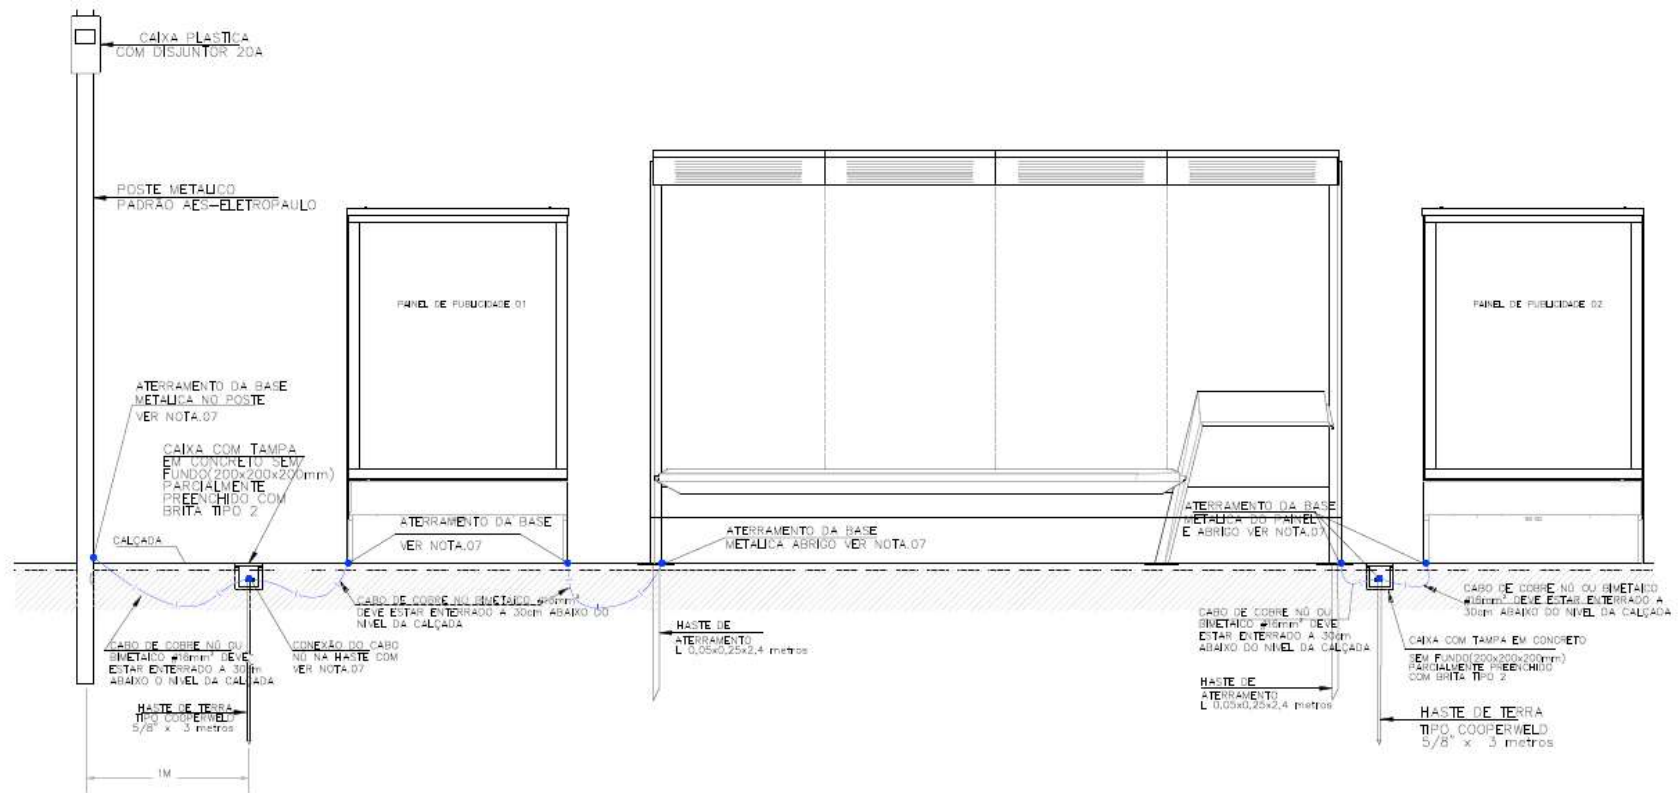 CAIXA PLASTICA
COM DISJUNTOR 20A
POSTE METALICO
PADRÃO AES-ELETROPAULO
PAINEL DE PUBLICIDADE 01
PAINEL DE PUBLICIDADE 02
ATERRAMENTO DA BASE
METALICA NO POSTE
VER NOTA.07
CAIXA COM TAMPA
EM CONCRETO SEM
FUNDO(200x200x200mm)
PARCIALMENTE
PREENCHIDO COM
BRITA TIPO 2
CALÇADA
ATERRAMENTO DA BASE
VER NOTA.07
ATERRAMENTO DA BASE
METALICA ABRIGO VER NOTA.07
ATERRAMENTO DA BASE
METALICA DO PAINEL
E ABRIGO VER NOTA.07
CABO DE COBRE NÚ OU
BIMETAICO #16mm² DEVE
ESTAR ENTERRADO A 30cm
ABAIXO O NIVEL DA CALÇADA
CONEXÃO DO CABO
NÚ NA HASTE COM
VER NOTA.07
CABO DE COBRE NU BIMETAICO #16mm²
DEVE ESTAR ENTERRADO A 30cm ABAIXO DO
NIVEL DA CALÇADA
HASTE DE
ATERRAMENTO
L 0,05x0,25x2,4 metros
HASTE DE TERRA
TIPO COOPERWELD
5/8" x 3 metros
1M
CABO DE COBRE NÚ OU
BIMETAICO #16mm² DEVE
ESTAR ENTERRADO A 30cm
ABAIXO DO NIVEL DA CALÇADA
HASTE DE
ATERRAMENTO
L 0,05x0,25x2,4 metros
CABO DE COBRE NÚ OU BIMETAICO
#16mm² DEVE ESTAR ENTERRADO A
30cm ABAIXO DO NIVEL DA CALÇADA
CAIXA COM TAMPA EM CONCRETO
SEM FUNDO(200x200x200mm)
PARCIALMENTE PREENCHIDO
COM BRITA TIPO 2
HASTE DE TERRA
TIPO COOPERWELD
5/8" x 3 metros